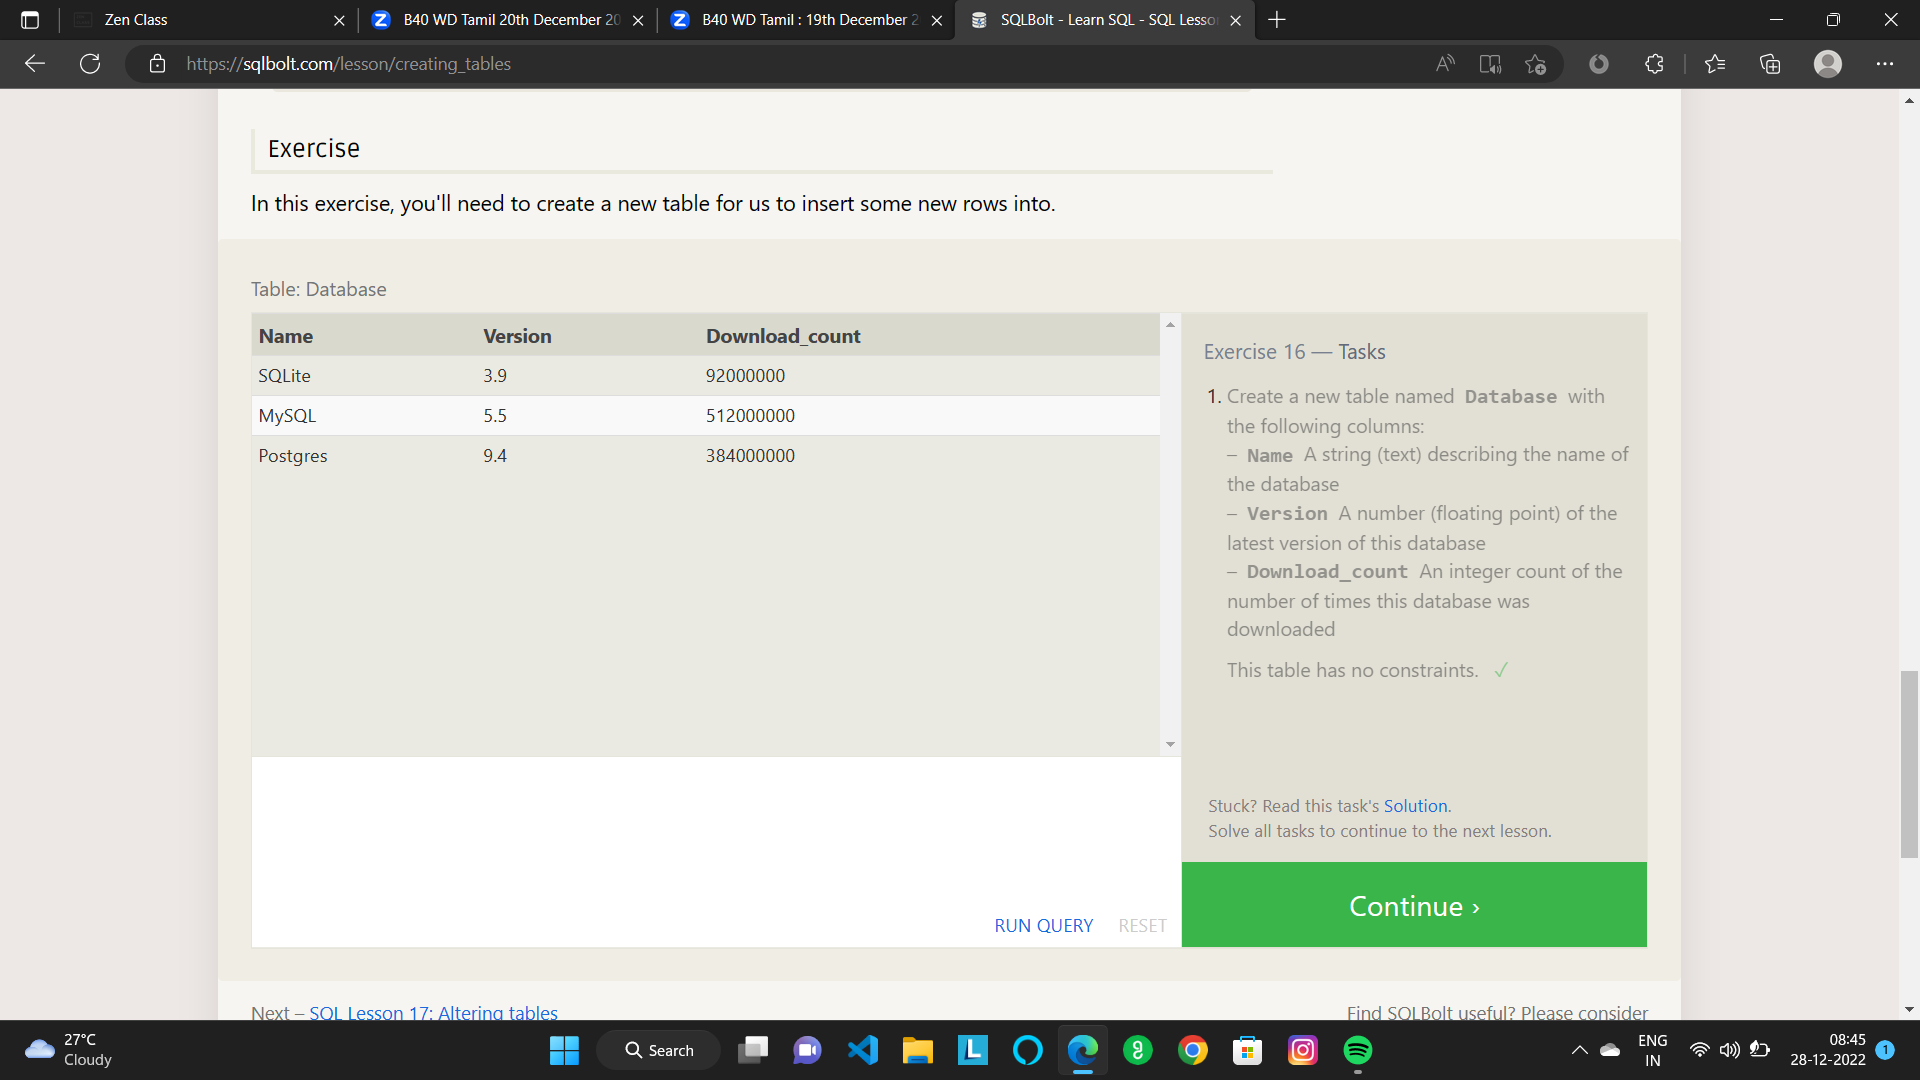 Zen Class
B40 WD Tamil 20th December 20
B40 WD Tamil : 19th December 2
SQLBolt - Learn SQL - SQL Lesso
https://sqlbolt.com/lesson/creating_tables
Exercise
In this exercise, you'll need to create a new table for us to insert some new rows into.
Table: Database
Name Version Download_count
SQLite 3.9 92000000
MySQL 5.5 512000000
Postgres 9.4 384000000
Exercise 16 — Tasks
1. Create a new table named Database with
the following columns:
– Name A string (text) describing the name of
the database
– Version A number (floating point) of the
latest version of this database
– Download_count An integer count of the
number of times this database was
downloaded
This table has no constraints. ✓
Stuck? Read this task's Solution.
Solve all tasks to continue to the next lesson.
RUN QUERY RESET
Continue ›
Next – SQL Lesson 17: Altering tables
Find SQLBolt useful? Please consider
27°C
Cloudy
Search
ENG
IN
08:45
28-12-2022
1